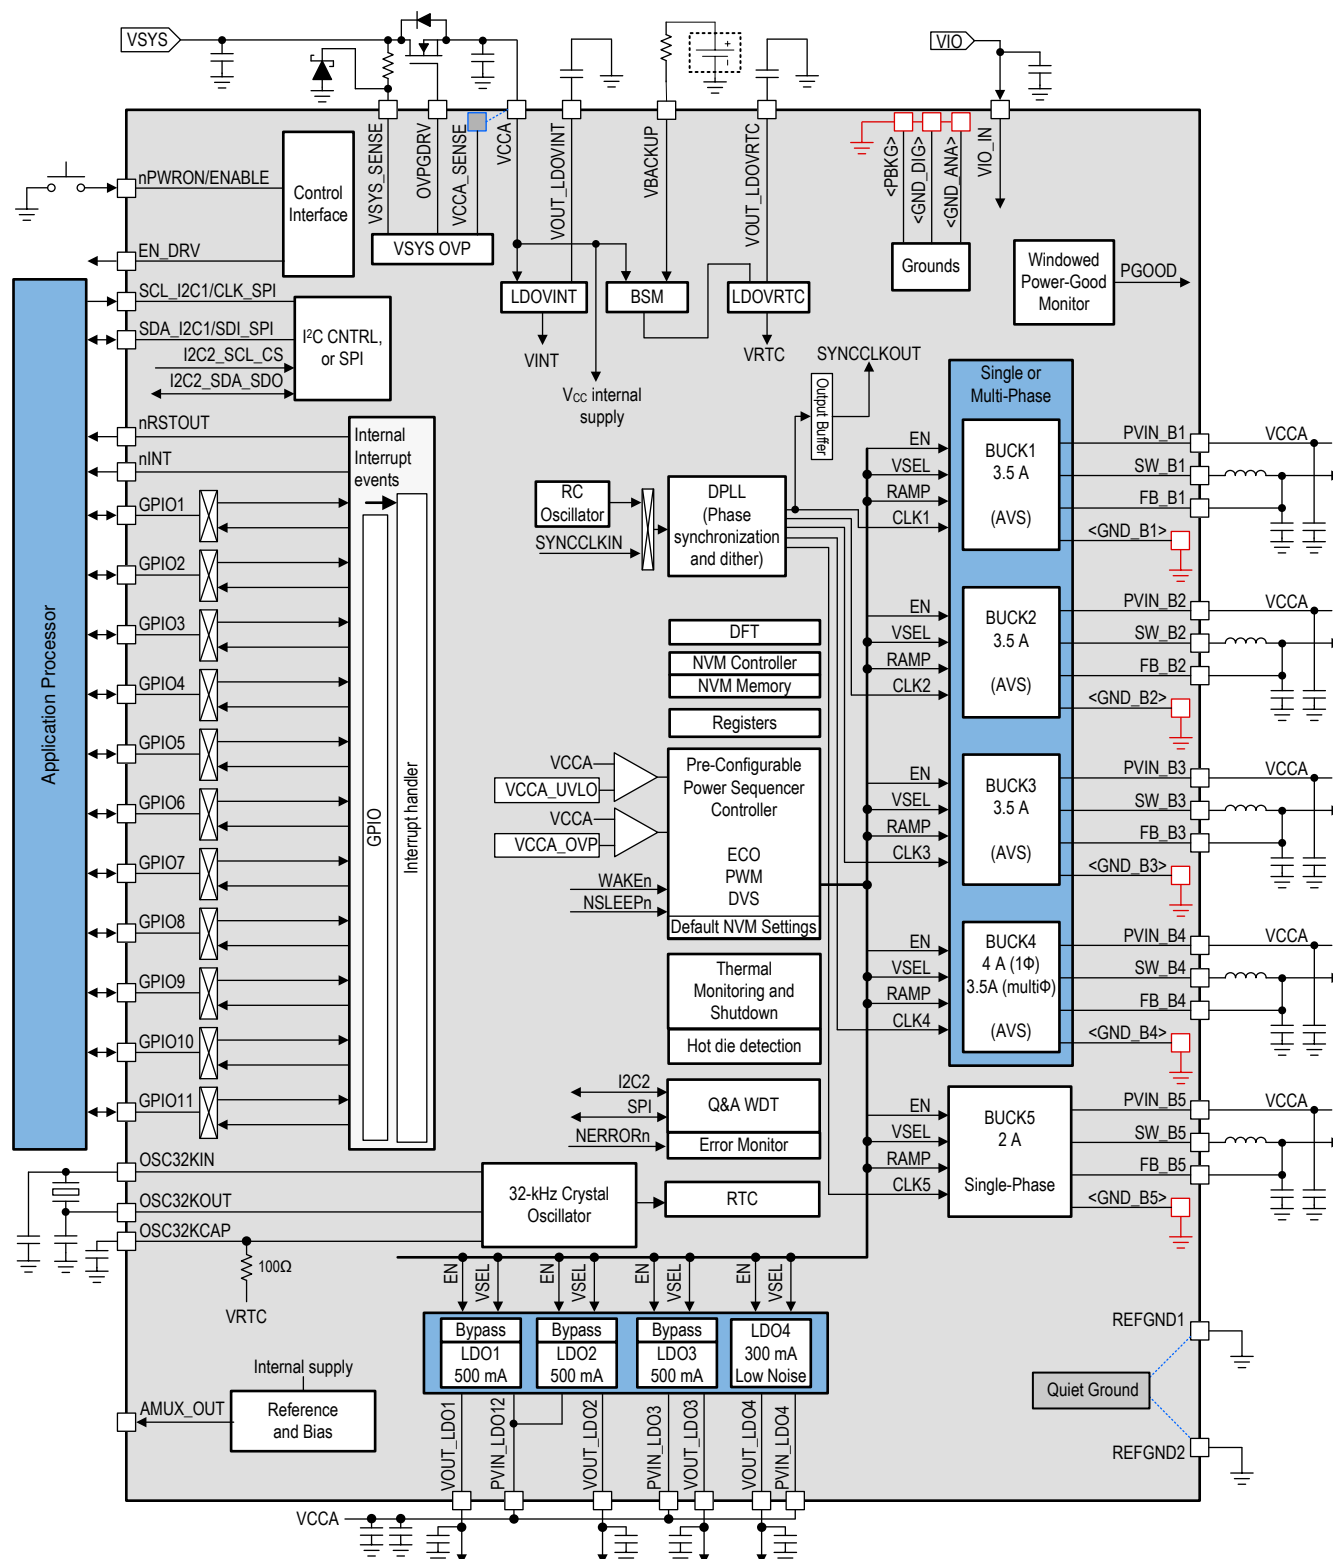 VSYS
VIO
VSYS_SENSE
OVPGDRV
VCCA_SENSE
VCCA
VOUT_LDOVINT
VBACKUP
VOUT_LDOVRTC
<PBKG>
<GND_DIG>
<GND_ANA>
VIO_IN
nPWRON/ENABLE
EN_DRV
Control
Interface
VSYS OVP
LDOVINT
BSM
LDOVRTC
Grounds
Windowed
Power-Good
Monitor
PGOOD
VINT
VCC internal
supply
VRTC
SCL_I2C1/CLK_SPI
SDA_I2C1/SDI_SPI
I2C2_SCL_CS
I2C2_SDA_SDO
I²C CNTRL,
or SPI
Application Processor
nRSTOUT
nINT
GPIO1
GPIO2
GPIO3
GPIO4
GPIO5
GPIO6
GPIO7
GPIO8
GPIO9
GPIO10
GPIO11
Internal
Interrupt
events
GPIO
Interrupt handler
SYNCCLKOUT
Output Buffer
RC
Oscillator
SYNCCLKIN
DPLL
(Phase
synchronization
and dither)
DFT
NVM Controller
NVM Memory
Registers
VCCA
VCCA_UVLO
VCCA
VCCA_OVP
WAKEn
NSLEEPn
Pre-Configurable
Power Sequencer
Controller
ECO
PWM
DVS
Default NVM Settings
Thermal
Monitoring and
Shutdown
Hot die detection
I2C2
SPI
NERRORn
Q&A WDT
Error Monitor
Single or
Multi-Phase
EN
VSEL
RAMP
CLK1
BUCK1
3.5 A
(AVS)
PVIN_B1
SW_B1
FB_B1
<GND_B1>
VCCA
EN
VSEL
RAMP
CLK2
BUCK2
3.5 A
(AVS)
PVIN_B2
SW_B2
FB_B2
<GND_B2>
VCCA
EN
VSEL
RAMP
CLK3
BUCK3
3.5 A
(AVS)
PVIN_B3
SW_B3
FB_B3
<GND_B3>
VCCA
EN
VSEL
RAMP
CLK4
BUCK4
4 A (1Φ)
3.5A (multiΦ)
(AVS)
PVIN_B4
SW_B4
FB_B4
<GND_B4>
VCCA
EN
VSEL
RAMP
CLK5
BUCK5
2 A
Single-Phase
PVIN_B5
SW_B5
FB_B5
<GND_B5>
VCCA
OSC32KIN
OSC32KOUT
OSC32KCAP
100Ω
VRTC
32-kHz Crystal
Oscillator
RTC
EN
VSEL
EN
VSEL
EN
VSEL
EN
VSEL
Bypass
LDO1
500 mA
Bypass
LDO2
500 mA
Bypass
LDO3
500 mA
LDO4
300 mA
Low Noise
Internal supply
Reference
and Bias
AMUX_OUT
VOUT_LDO1
PVIN_LDO12
VOUT_LDO2
PVIN_LDO3
VOUT_LDO3
VOUT_LDO4
PVIN_LDO4
REFGND1
Quiet Ground
REFGND2
VCCA